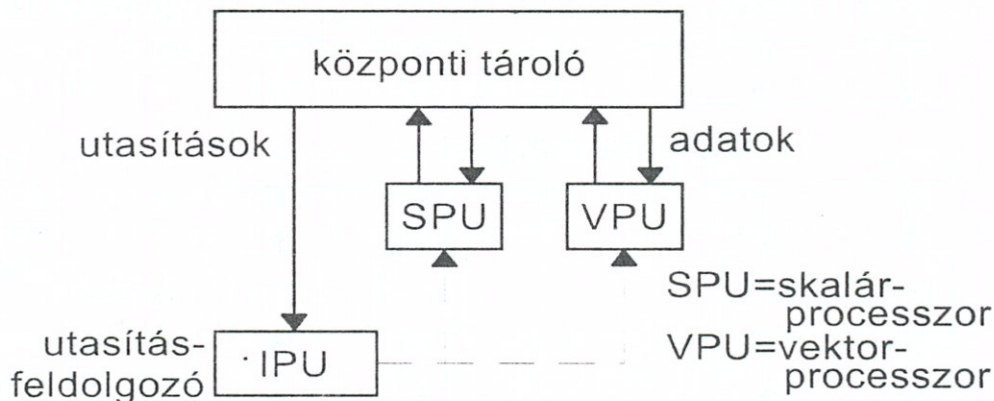 központi tároló
utasítások
adatok
SPU
VPU
SPU=skalár-
processzor
VPU=vektor-
processzor
utasítás-
feldolgozó
IPU